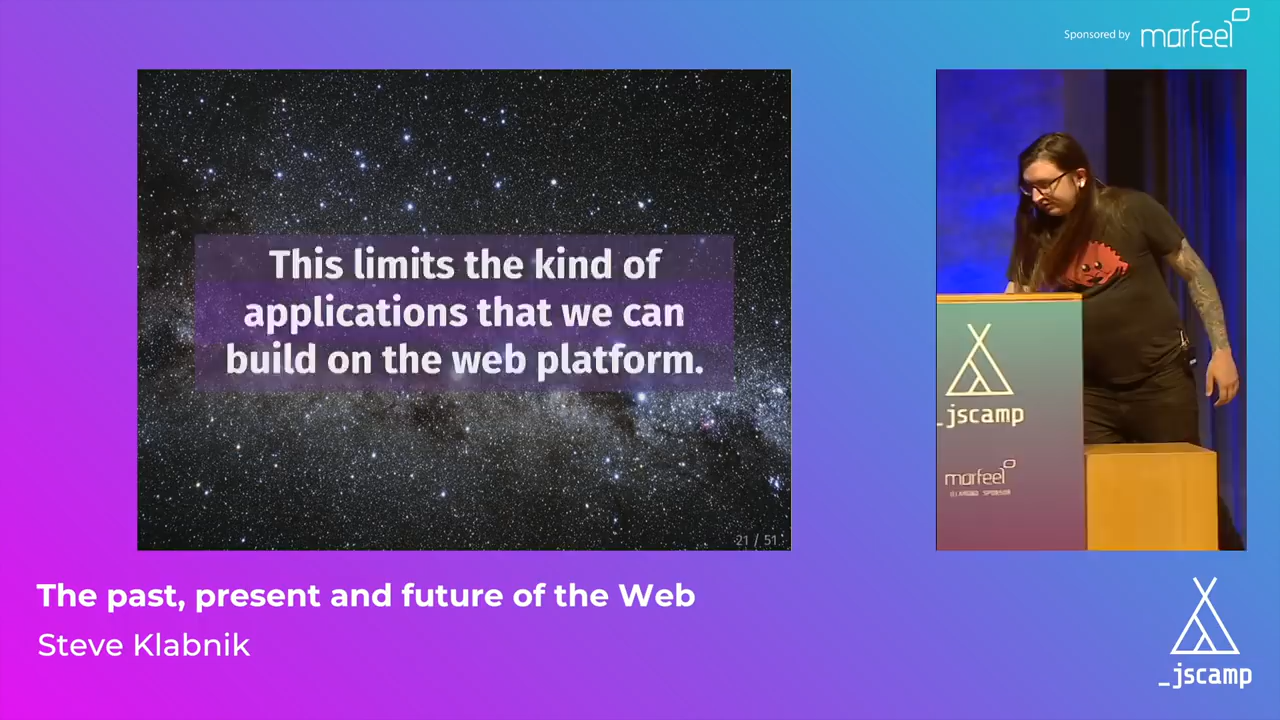 Sponsored by marfeel
This limits the kind of
applications that we can
build on the web platform.
21 / 51
_jscamp
marfeel
The past, present and future of the Web
Steve Klabnik
_jscamp